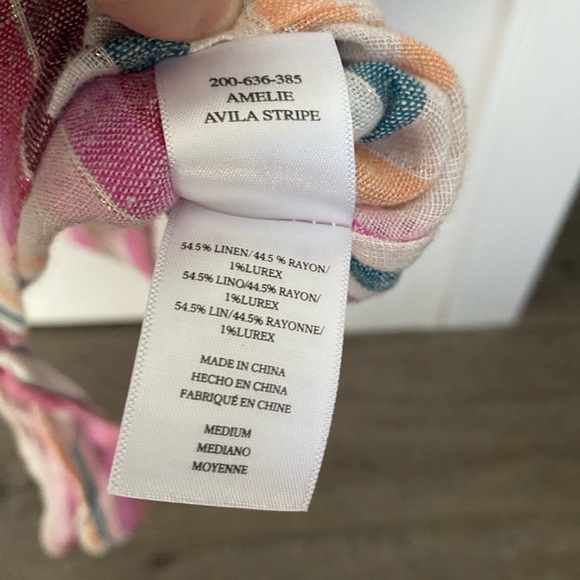 200-636-385
AMELIE
AVILA STRIPE
54.5% LINEN/44.5 % RAYON/
1%LUREX
54.5% LINO/44.5% RAYON/
1%LUREX
54.5% LIN/44.5% RAYONNE/
1%LUREX
MADE IN CHINA
HECHO EN CHINA
FABRIQUÉ EN CHINE
MEDIUM
MEDIANO
MOYENNE